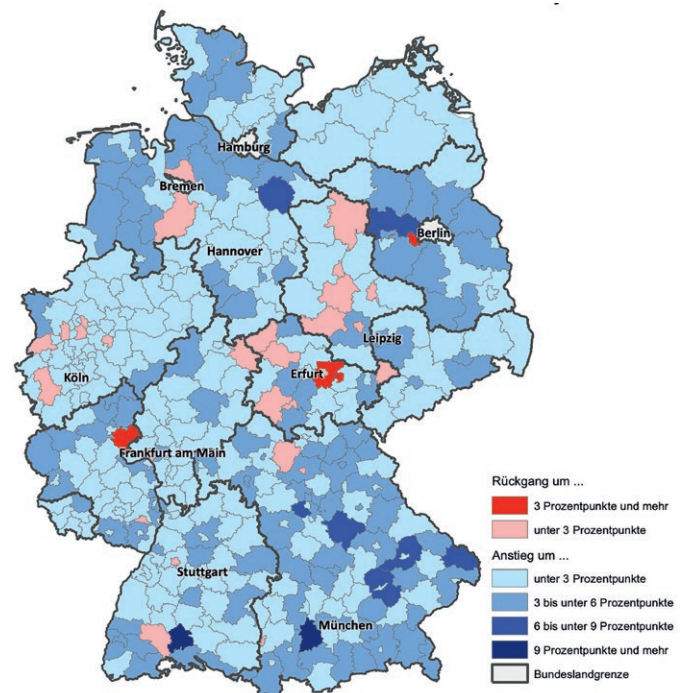 Hamburg
Bremen
Berlin
Hannover
Leipzig
Köln
Erfurt
Frankfurt am Main
Stuttgart
München
Rückgang um ...
3 Prozentpunkte und mehr
unter 3 Prozentpunkte
Anstieg um ...
unter 3 Prozentpunkte
3 bis unter 6 Prozentpunkte
6 bis unter 9 Prozentpunkte
9 Prozentpunkte und mehr
Bundeslandgrenze